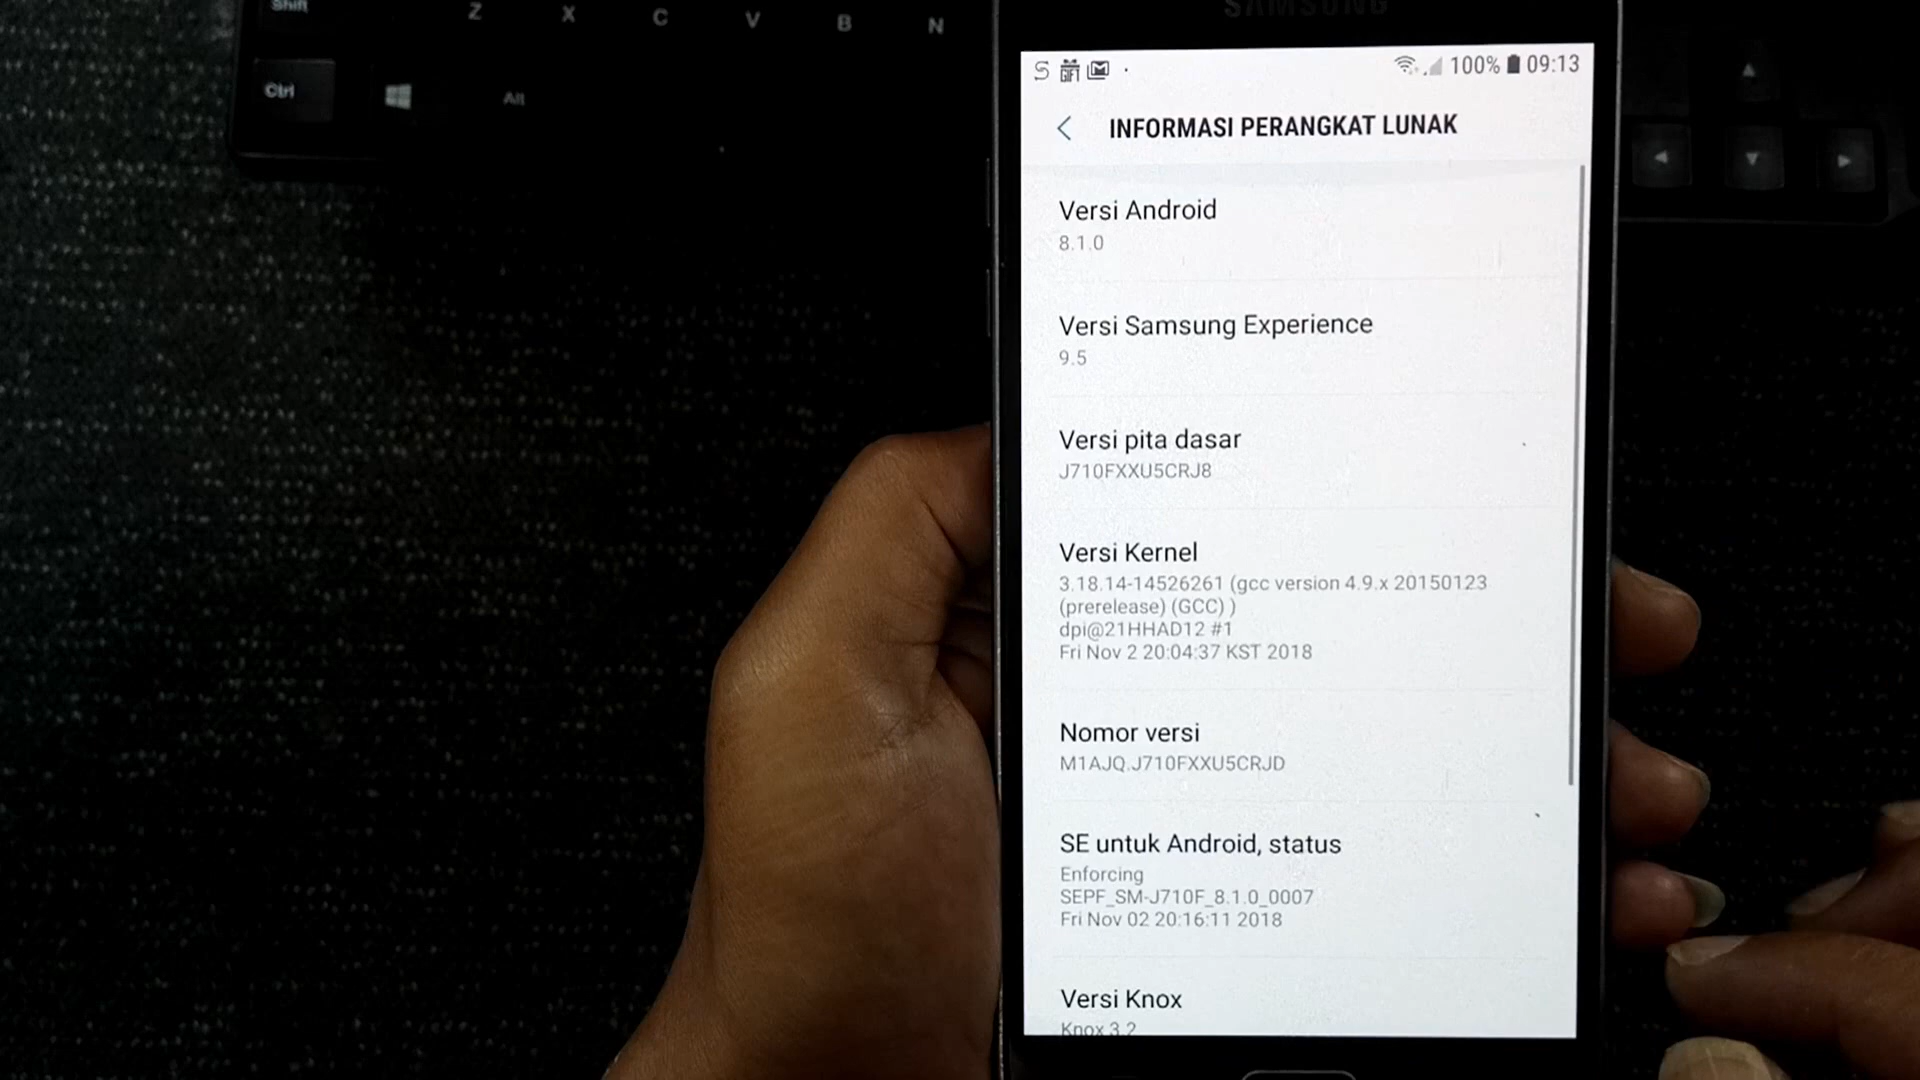 Shift
Z X C V B N
Ctrl
Alt
SAMSUNG
GIFT
100% 09:13
INFORMASI PERANGKAT LUNAK
Versi Android
8.1.0
Versi Samsung Experience
9.5
Versi pita dasar
J710FXXU5CRJ8
Versi Kernel
3.18.14-14526261 (gcc version 4.9.x 20150123
(prerelease) (GCC) )
dpi@21HHAD12 #1
Fri Nov 2 20:04:37 KST 2018
Nomor versi
M1AJQ.J710FXXU5CRJD
SE untuk Android, status
Enforcing
SEPF_SM-J710F_8.1.0_0007
Fri Nov 02 20:16:11 2018
Versi Knox
Knox 3.2